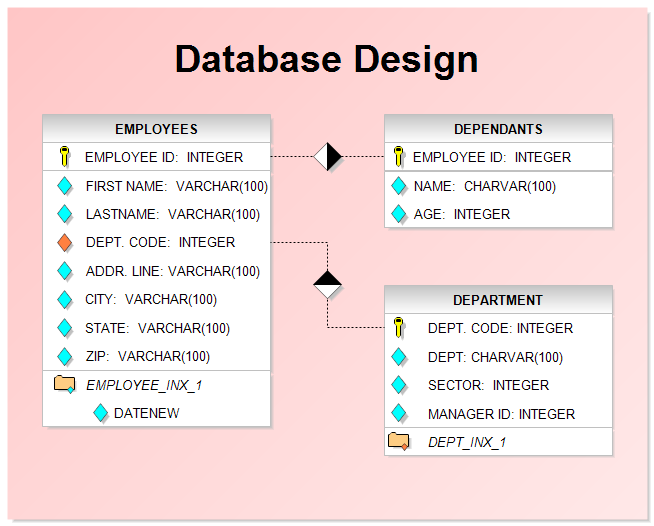 Database Design
EMPLOYEES
EMPLOYEE ID: INTEGER
FIRST NAME: VARCHAR(100)
LASTNAME: VARCHAR(100)
DEPT. CODE: INTEGER
ADDR. LINE: VARCHAR(100)
CITY: VARCHAR(100)
STATE: VARCHAR(100)
ZIP: VARCHAR(100)
EMPLOYEE_INX_1
DATENEW
DEPENDANTS
EMPLOYEE ID: INTEGER
NAME: CHARVAR(100)
AGE: INTEGER
DEPARTMENT
DEPT. CODE: INTEGER
DEPT: CHARVAR(100)
SECTOR: INTEGER
MANAGER ID: INTEGER
DEPT_INX_1